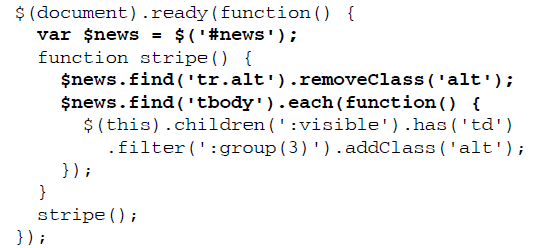 $(document).ready(function() {
  var $news = $('#news');
  function stripe() {
    $news.find('tr.alt').removeClass('alt');
    $news.find('tbody').each(function() {
      $(this).children(':visible').has('td')
        .filter(':group(3)').addClass('alt');
    });
  }
  stripe();
});